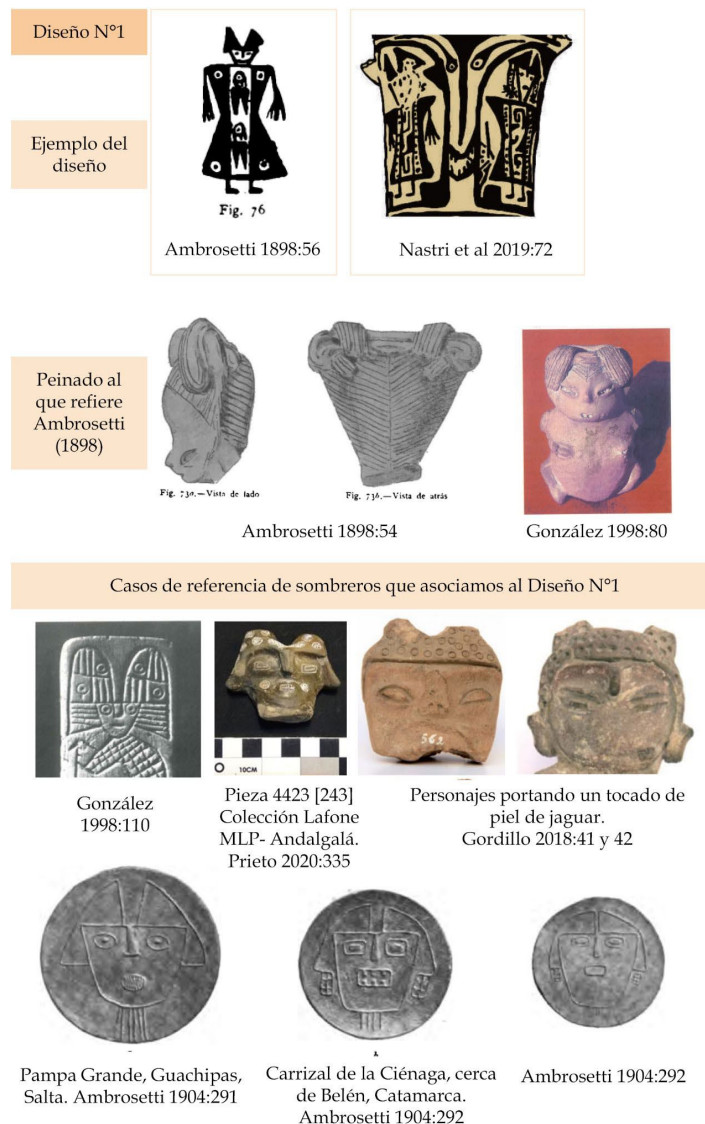 Diseño N°1
Ejemplo del
diseño
Fig. 76
Ambrosetti 1898:56
Nastri et al 2019:72
Peinado al
que refiere
Ambrosetti
(1898)
Fig. 73a.—Vista de lado
Fig. 73b.—Vista de atrás
Ambrosetti 1898:54
González 1998:80
Casos de referencia de sombreros que asociamos al Diseño N°1
562
10CM
González
1998:110
Pieza 4423 [243]
Colección Lafone
MLP- Andalgalá.
Prieto 2020:335
Personajes portando un tocado de
piel de jaguar.
Gordillo 2018:41 y 42
Pampa Grande, Guachipas,
Salta. Ambrosetti 1904:291
Carrizal de la Ciénaga, cerca
de Belén, Catamarca.
Ambrosetti 1904:292
Ambrosetti 1904:292